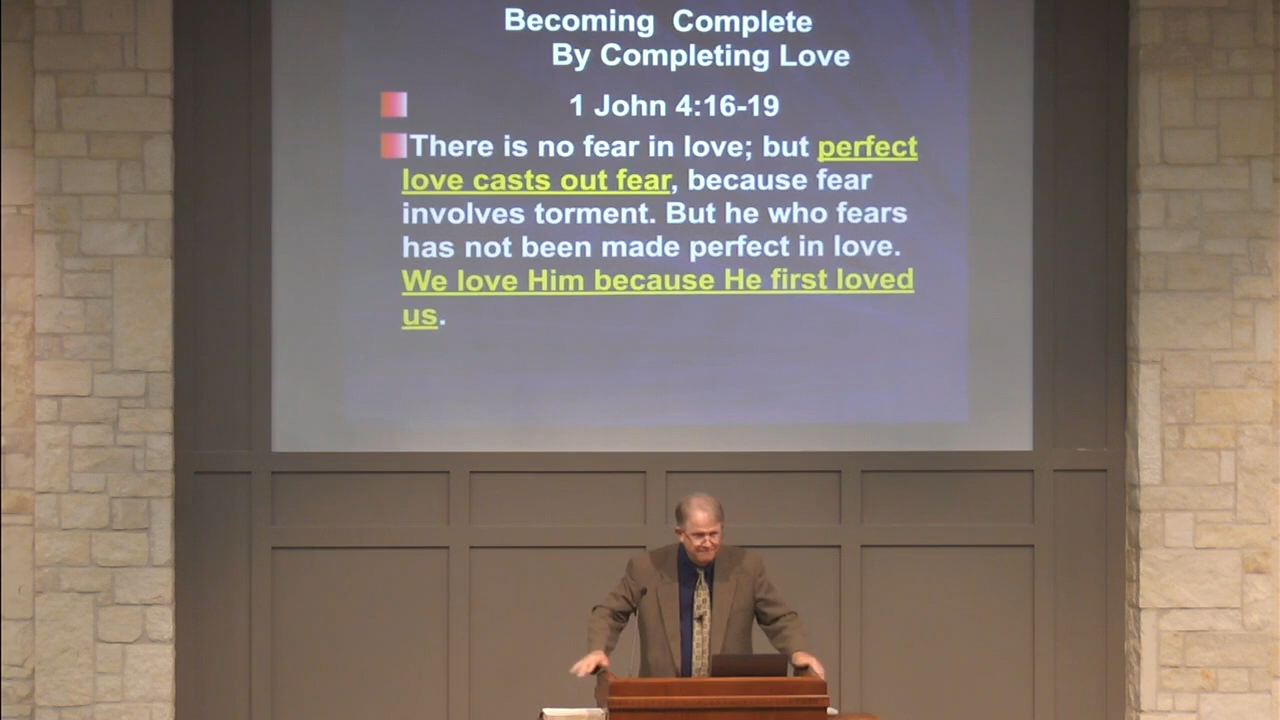 Becoming  Complete
By Completing Love
1 John 4:16-19
There is no fear in love; but perfect
love casts out fear, because fear
involves torment. But he who fears
has not been made perfect in love.
We love Him because He first loved
us.